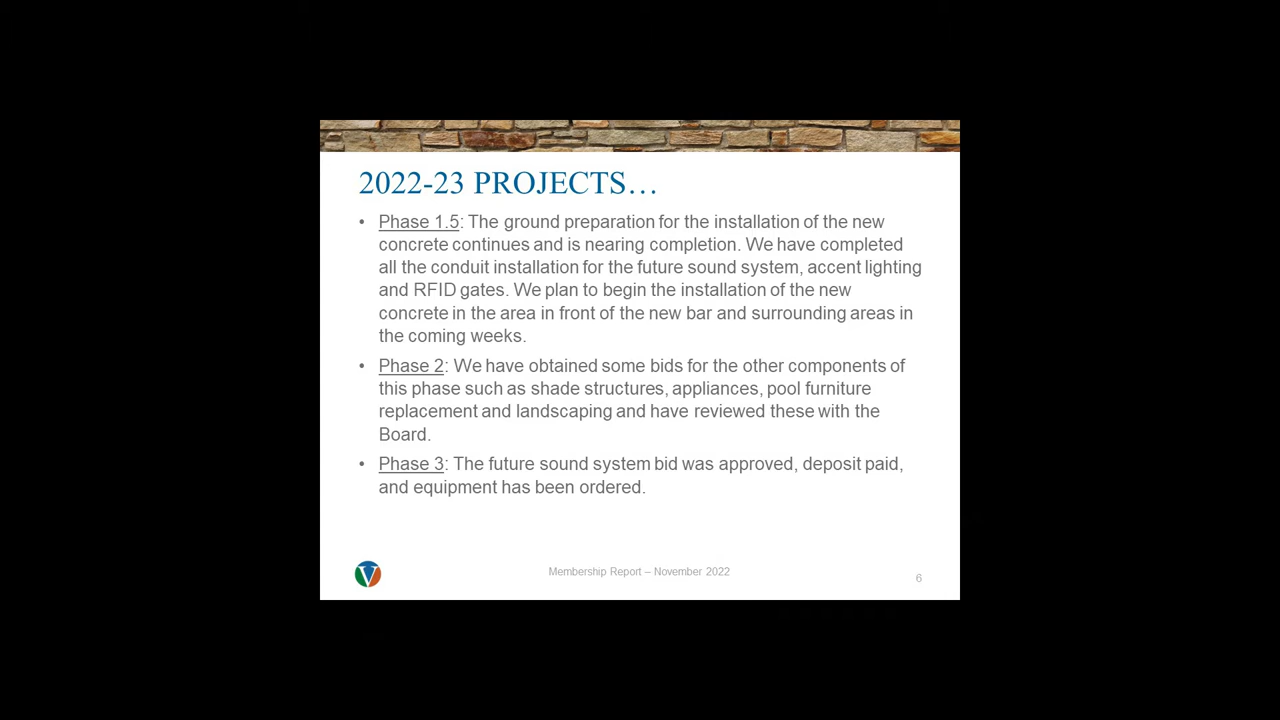 2022-23 PROJECTS…
• Phase 1.5: The ground preparation for the installation of the new
concrete continues and is nearing completion. We have completed
all the conduit installation for the future sound system, accent lighting
and RFID gates. We plan to begin the installation of the new
concrete in the area in front of the new bar and surrounding areas in
the coming weeks.
• Phase 2: We have obtained some bids for the other components of
this phase such as shade structures, appliances, pool furniture
replacement and landscaping and have reviewed these with the
Board.
• Phase 3: The future sound system bid was approved, deposit paid,
and equipment has been ordered.
V
Membership Report – November 2022
6